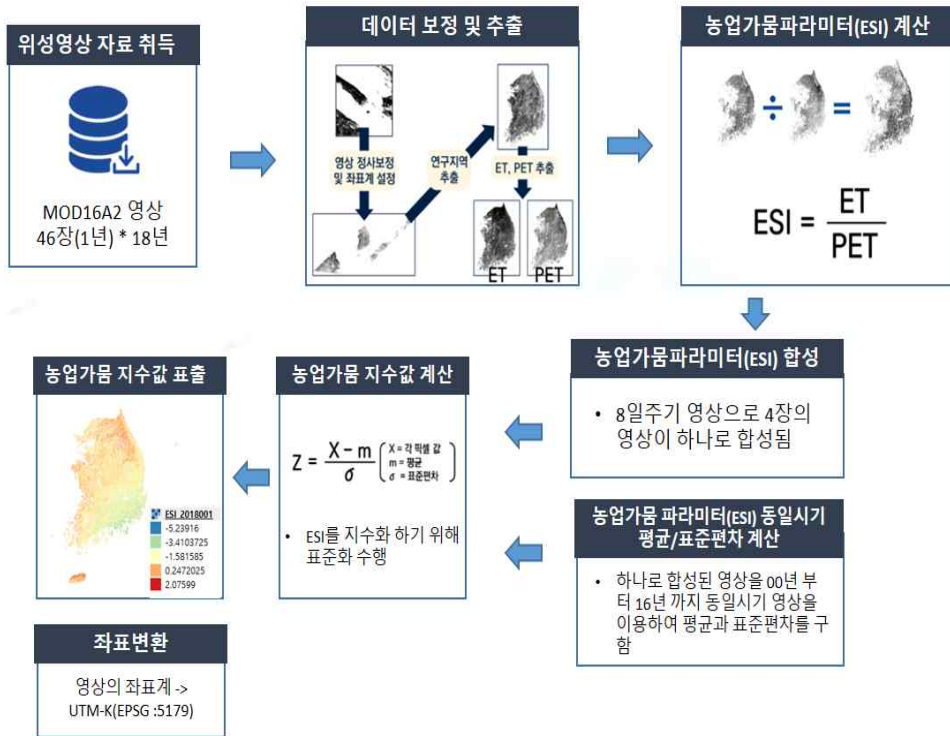 위성영상 자료 취득
MOD16A2 영상
46장(1년) * 18년
데이터 보정 및 추출
영상 정사보정
및 좌표계 설정
연구지역
추출
ET, PET 추출
ET
PET
농업가뭄파라미터(ESI) 계산
÷ =
ESI = ET / PET
농업가뭄파라미터(ESI) 합성
• 8일주기 영상으로 4장의
영상이 하나로 합성됨
농업가뭄 파라미터(ESI) 동일시기
평균/표준편차 계산
• 하나로 합성된 영상을 00년 부
터 16년 까지 동일시기 영상을
이용하여 평균과 표준편차를 구
함
농업가뭄 지수값 계산
Z = X − m / σ
X = 각 픽셀 값
m = 평균
σ = 표준편차
• ESI를 지수화 하기 위해
표준화 수행
농업가뭄 지수값 표출
ESI_2018001
-5.23916
-3.4103725
-1.581585
0.2472025
2.07599
좌표변환
영상의 좌표계 ->
UTM-K(EPSG :5179)